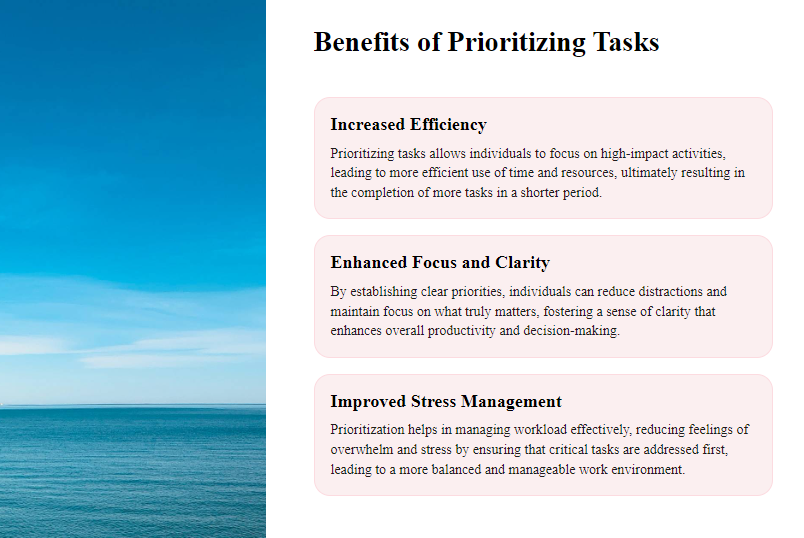 Benefits of Prioritizing Tasks
Increased Efficiency
Prioritizing tasks allows individuals to focus on high-impact activities,
leading to more efficient use of time and resources, ultimately resulting in
the completion of more tasks in a shorter period.
Enhanced Focus and Clarity
By establishing clear priorities, individuals can reduce distractions and
maintain focus on what truly matters, fostering a sense of clarity that
enhances overall productivity and decision-making.
Improved Stress Management
Prioritization helps in managing workload effectively, reducing feelings of
overwhelm and stress by ensuring that critical tasks are addressed first,
leading to a more balanced and manageable work environment.